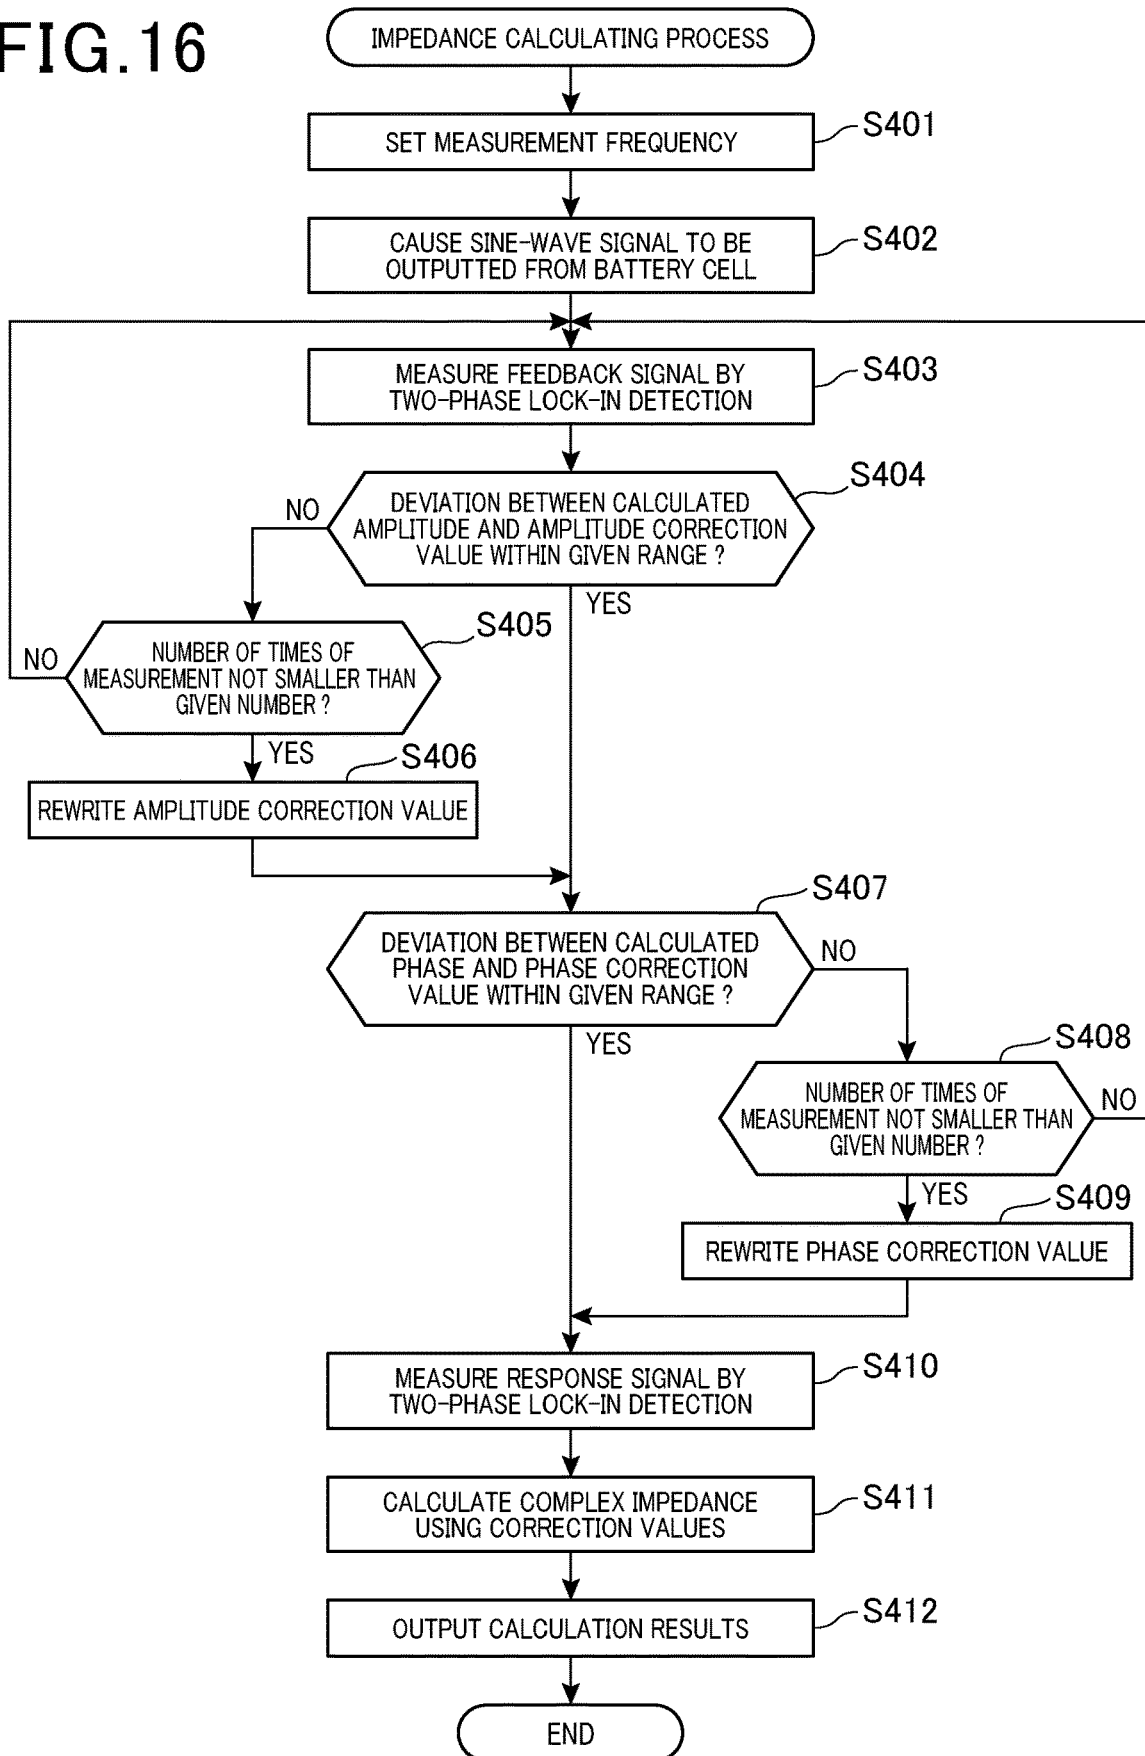 FIG.16
IMPEDANCE CALCULATING PROCESS
SET MEASUREMENT FREQUENCY
S401
CAUSE SINE-WAVE SIGNAL TO BE
OUTPUTTED FROM BATTERY CELL
S402
MEASURE FEEDBACK SIGNAL BY
TWO-PHASE LOCK-IN DETECTION
S403
DEVIATION BETWEEN CALCULATED
AMPLITUDE AND AMPLITUDE CORRECTION
VALUE WITHIN GIVEN RANGE ?
S404
NO
YES
NUMBER OF TIMES OF
MEASUREMENT NOT SMALLER THAN
GIVEN NUMBER ?
S405
NO
YES
REWRITE AMPLITUDE CORRECTION VALUE
S406
DEVIATION BETWEEN CALCULATED
PHASE AND PHASE CORRECTION
VALUE WITHIN GIVEN RANGE ?
S407
NO
YES
NUMBER OF TIMES OF
MEASUREMENT NOT SMALLER THAN
GIVEN NUMBER ?
S408
NO
YES
REWRITE PHASE CORRECTION VALUE
S409
MEASURE RESPONSE SIGNAL BY
TWO-PHASE LOCK-IN DETECTION
S410
CALCULATE COMPLEX IMPEDANCE
USING CORRECTION VALUES
S411
OUTPUT CALCULATION RESULTS
S412
END